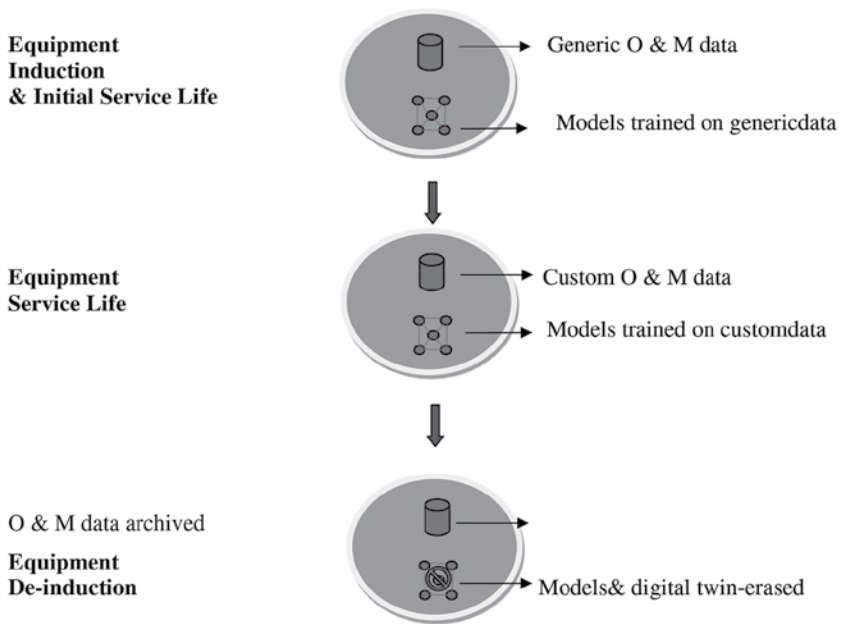 Equipment
Induction
& Initial Service Life
Generic O & M data
Models trained on genericdata
Equipment
Service Life
Custom O & M data
Models trained on customdata
O & M data archived
Equipment
De-induction
Models& digital twin-erased